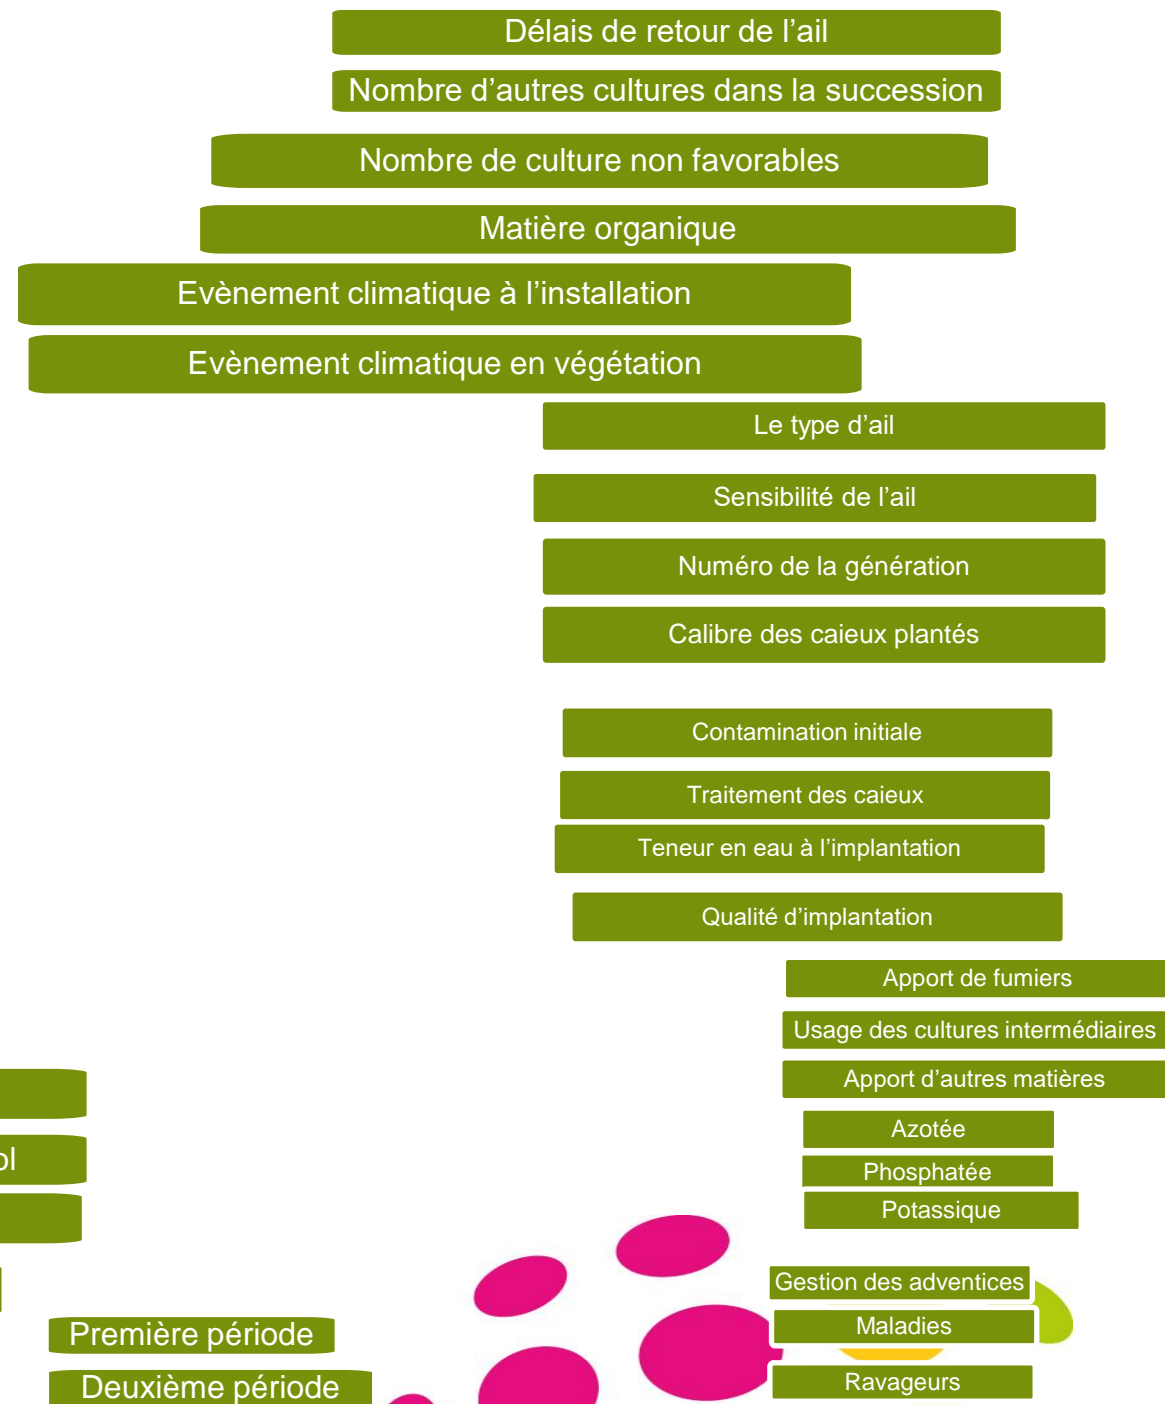 Délais de retour de l’ail
Nombre d’autres cultures dans la succession
Nombre de culture non favorables
Matière organique
Evènement climatique à l’installation
Evènement climatique en végétation
Le type d’ail
Sensibilité de l’ail
Numéro de la génération
Calibre des caieux plantés
Contamination initiale
Traitement des caieux
Teneur en eau à l’implantation
Qualité d’implantation
Apport de fumiers
Usage des cultures intermédiaires
Apport d’autres matières
Azotée
Phosphatée
Potassique
Gestion des adventices
Maladies
Ravageurs
Première période
Deuxième période